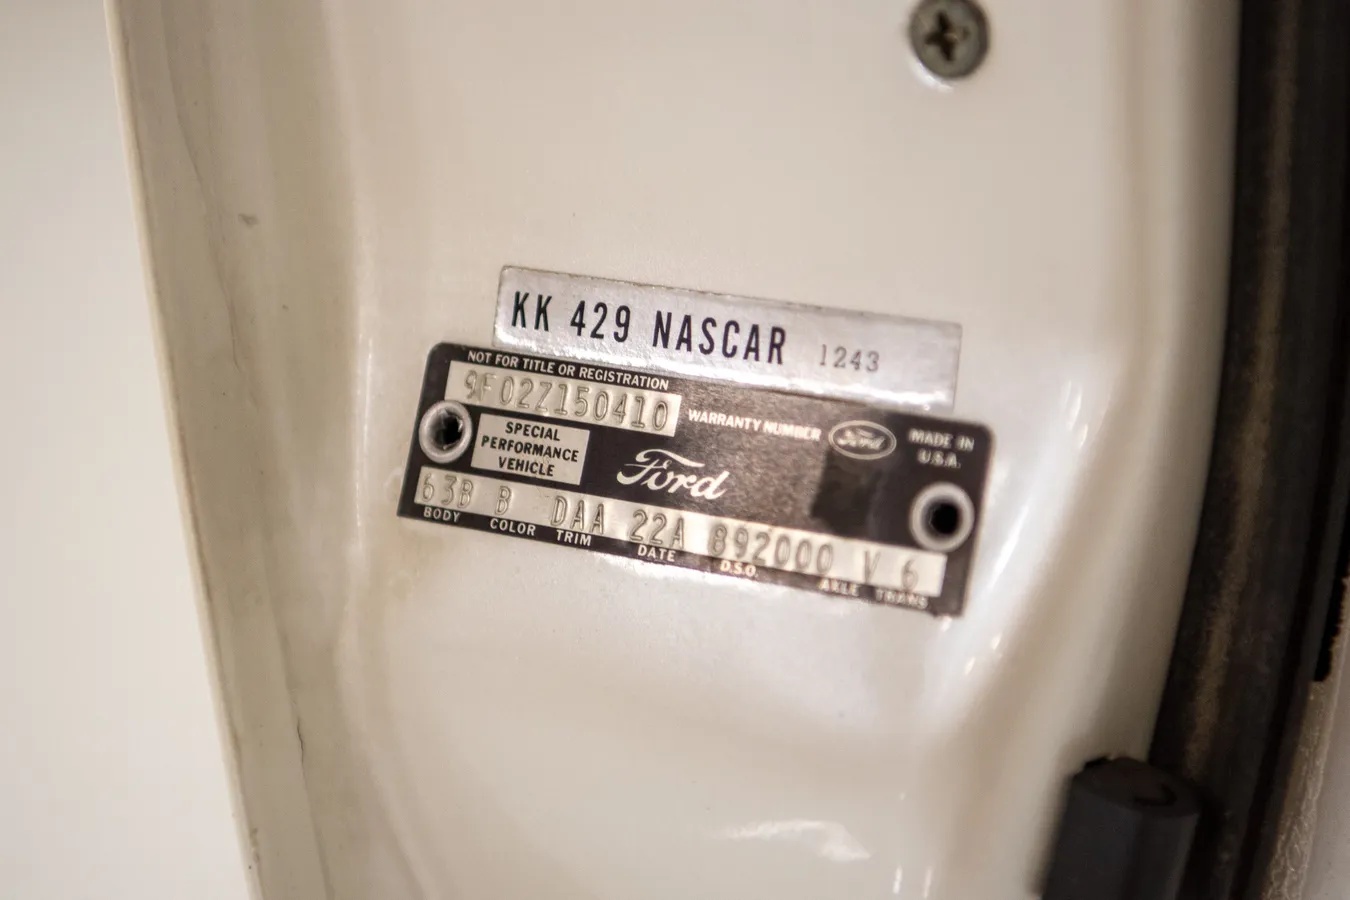 KK 429 NASCAR 1243
NOT FOR TITLE OR REGISTRATION
9F02Z150410
WARRANTY NUMBER
Ford
MADE IN
U.S.A.
SPECIAL
PERFORMANCE
VEHICLE
Ford
63B B DAA 22A 892000 V 6
BODY COLOR TRIM DATE D.S.O. AXLE TRANS